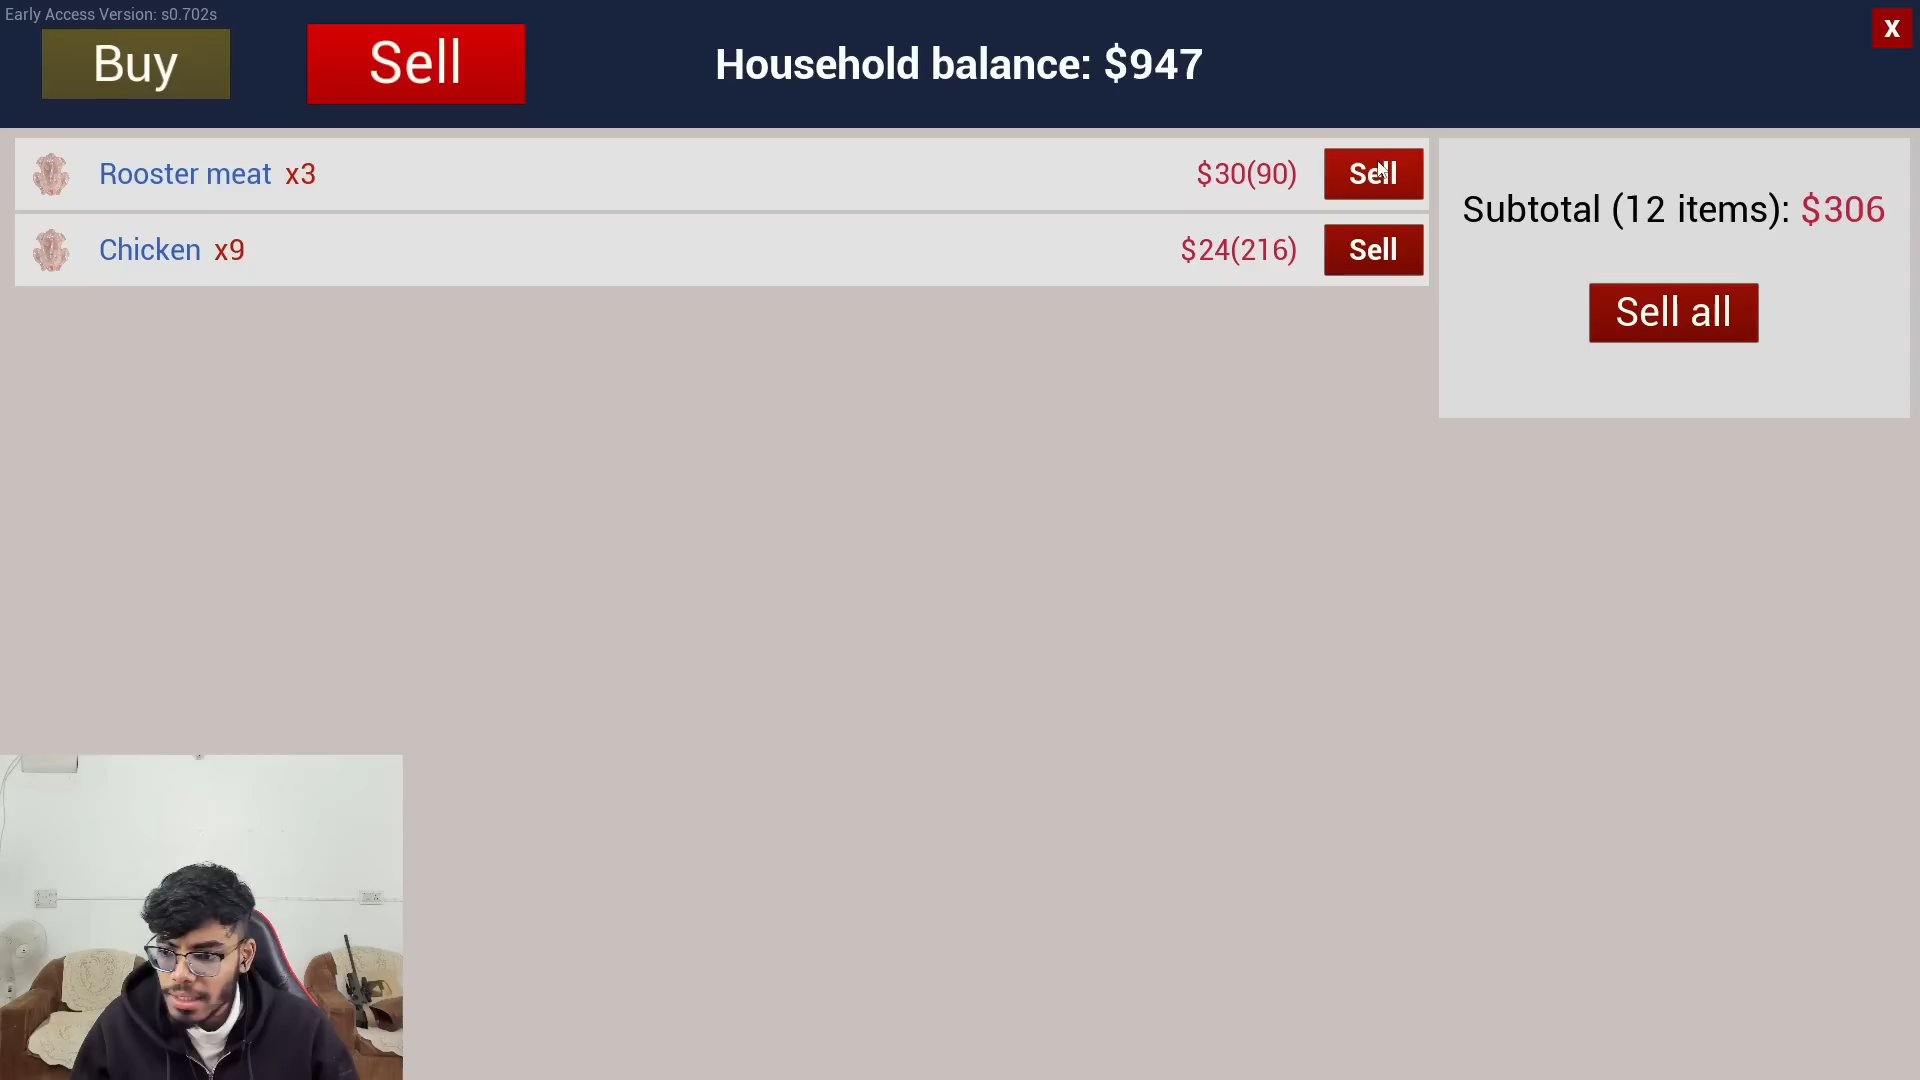 Early Access Version: s0.702s
Buy
Sell
Household balance: $947
X
Rooster meat x3
$30(90)
Sell
Chicken x9
$24(216)
Sell
Subtotal (12 items): $306
Sell all